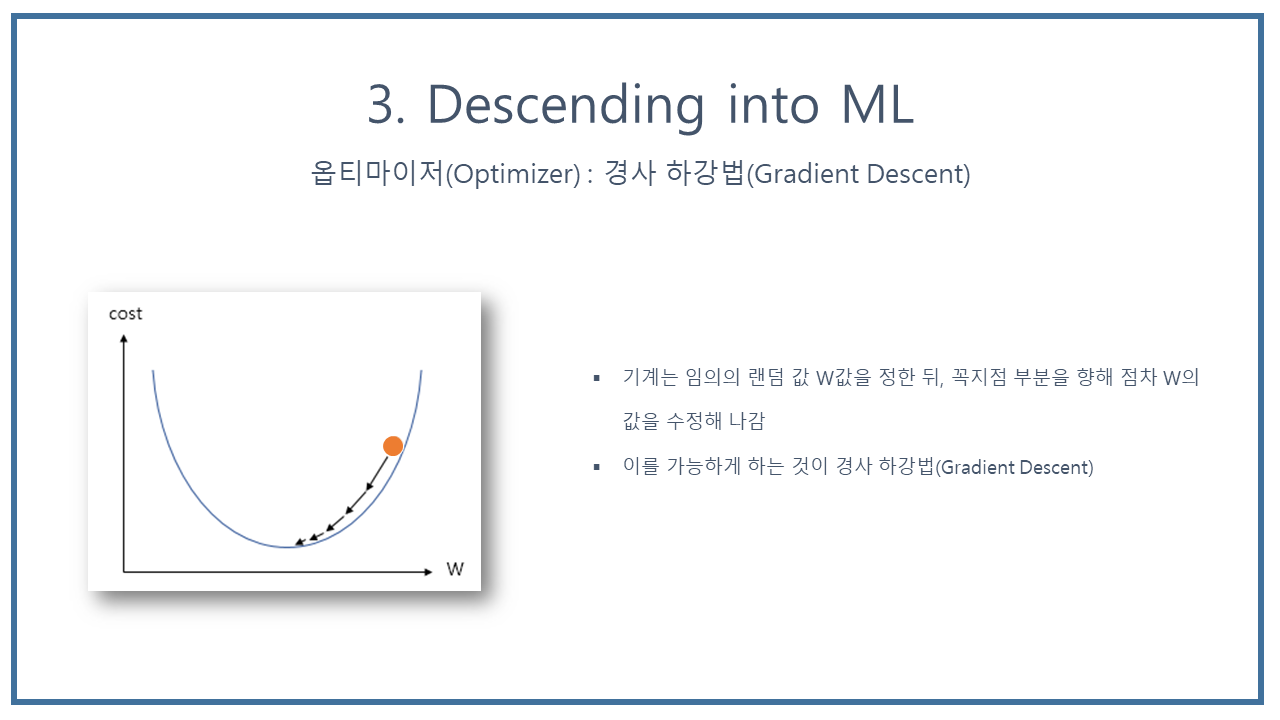 3. Descending into ML
옵티마이저(Optimizer) : 경사 하강법(Gradient Descent)
cost
W
▪ 기계는 임의의 랜덤 값 W값을 정한 뒤, 꼭지점 부분을 향해 점차 W의
값을 수정해 나감
▪ 이를 가능하게 하는 것이 경사 하강법(Gradient Descent)